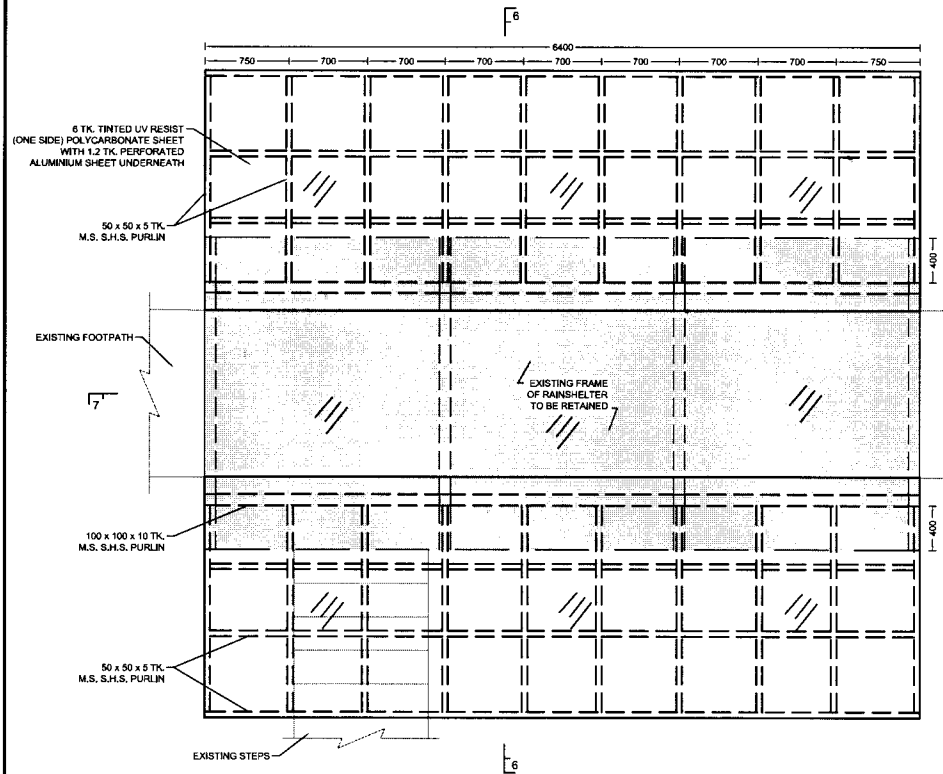 6
6400
750 700 700 700 700 700 700 700 750
6 TK. TINTED UV RESIST
(ONE SIDE) POLYCARBONATE SHEET
WITH 1.2 TK. PERFORATED
ALUMINIUM SHEET UNDERNEATH
50 x 50 x 5 TK.
M.S. S.H.S. PURLIN
400
EXISTING FOOTPATH
EXISTING FRAME
OF RAINSHELTER
TO BE RETAINED
7
100 x 100 x 10 TK.
M.S. S.H.S. PURLIN
400
50 x 50 x 5 TK.
M.S. S.H.S. PURLIN
EXISTING STEPS
6